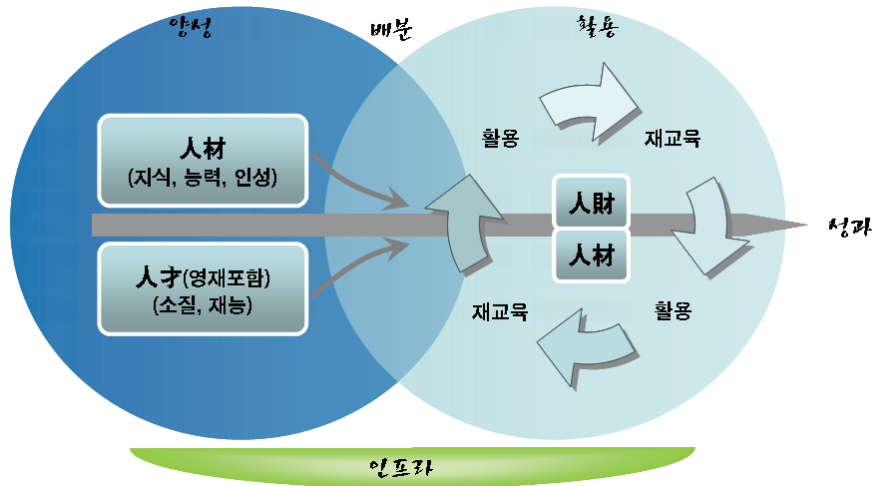 양성
배분
활용
人材
(지식, 능력, 인성)
人才(영재포함)
(소질, 재능)
활용
재교육
人財
人材
재교육
활용
성과
인프라